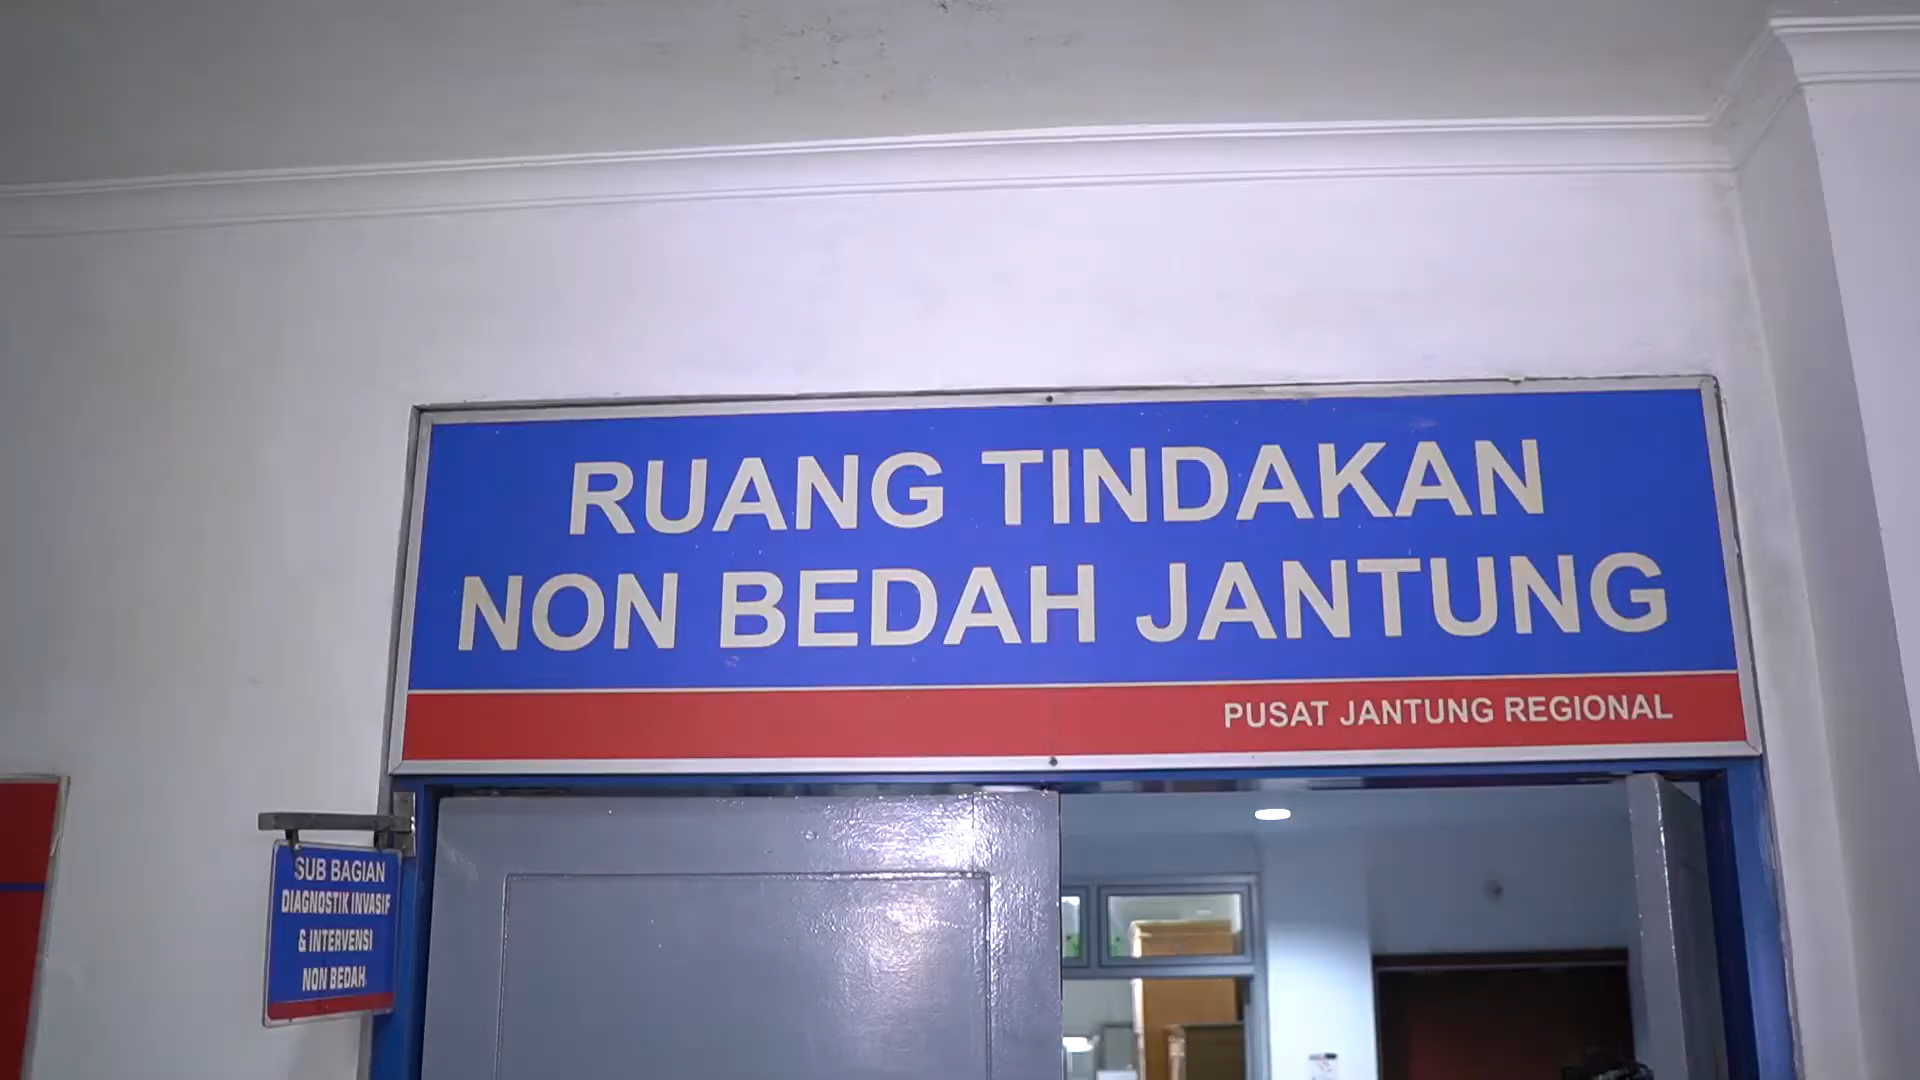 RUANG TINDAKAN
NON BEDAH JANTUNG
PUSAT JANTUNG REGIONAL
SUB BAGIAN
DIAGNOSTIK INVASIF
& INTERVENSI
NON BEDAH